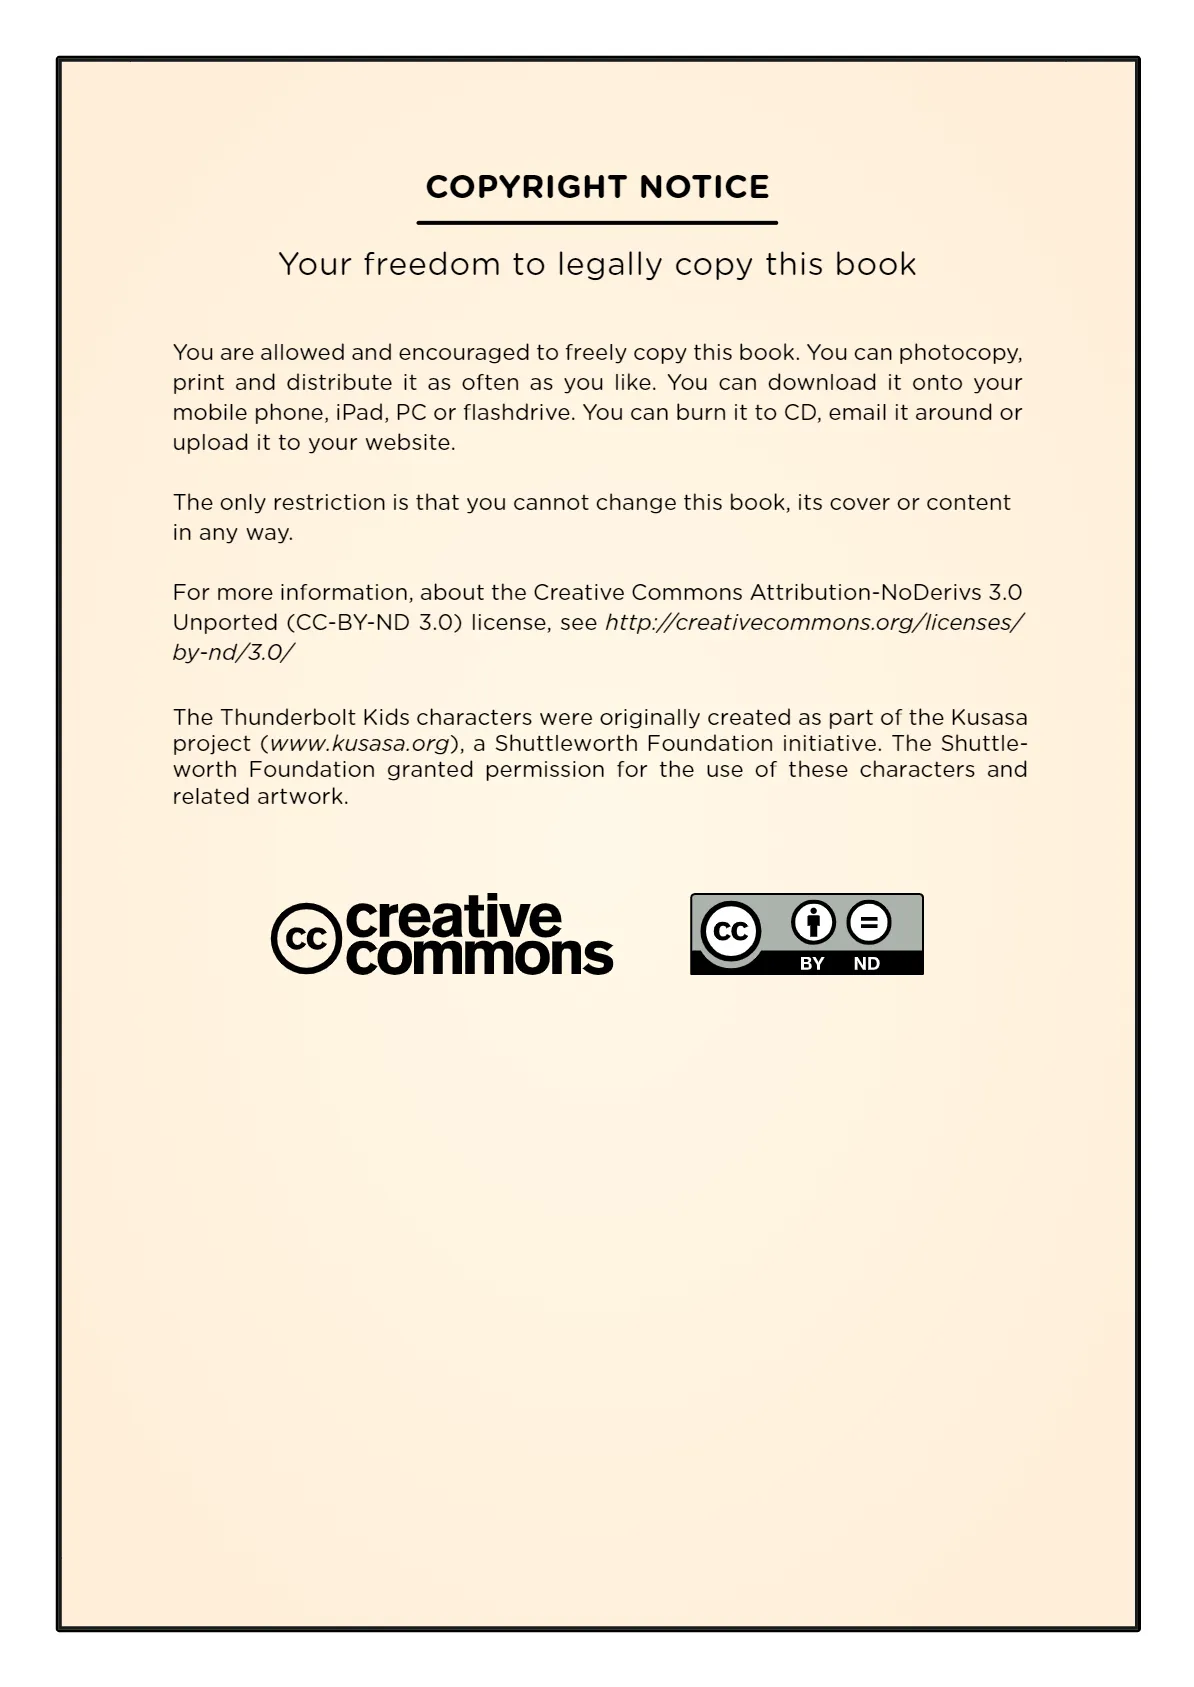 COPYRIGHT NOTICE
Your freedom to legally copy this book
You are allowed and encouraged to freely copy this book. You can photocopy,
print and distribute it as often as you like. You can download it onto your
mobile phone, iPad, PC or flashdrive. You can burn it to CD, email it around or
upload it to your website.
The only restriction is that you cannot change this book, its cover or content
in any way.
For more information, about the Creative Commons Attribution-NoDerivs 3.0
Unported (CC-BY-ND 3.0) license, see http://creativecommons.org/licenses/
by-nd/3.0/
The Thunderbolt Kids characters were originally created as part of the Kusasa
project (www.kusasa.org), a Shuttleworth Foundation initiative. The Shuttle-
worth Foundation granted permission for the use of these characters and
related artwork.
cc creative
commons
cc
BY ND